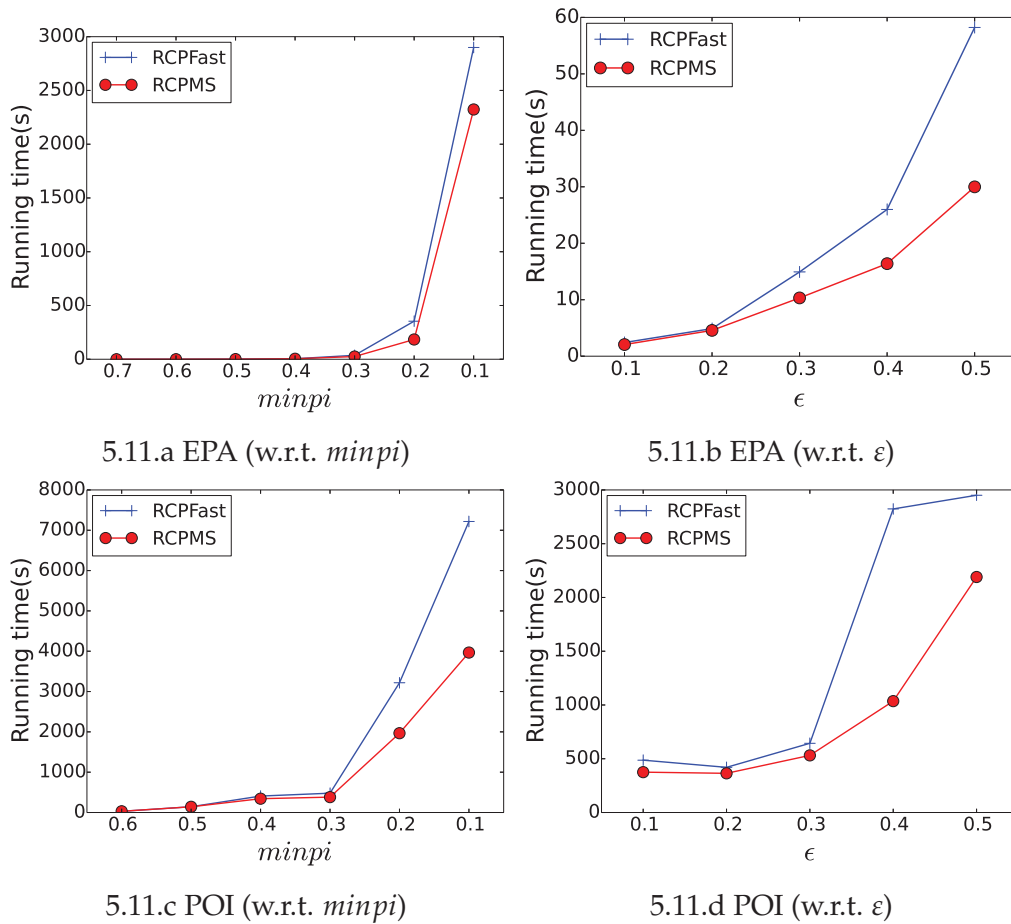 3000
2500
2000
1500
1000
500
0
Running time(s)
RCPFast
RCPMS
0.7 0.6 0.5 0.4 0.3 0.2 0.1
minpi
5.11.a EPA (w.r.t. minpi)
60
50
40
30
20
10
0
Running time(s)
RCPFast
RCPMS
0.1 0.2 0.3 0.4 0.5
ϵ
5.11.b EPA (w.r.t. ε)
8000
7000
6000
5000
4000
3000
2000
1000
0
Running time(s)
RCPFast
RCPMS
0.6 0.5 0.4 0.3 0.2 0.1
minpi
5.11.c POI (w.r.t. minpi)
3000
2500
2000
1500
1000
500
0
Running time(s)
RCPFast
RCPMS
0.1 0.2 0.3 0.4 0.5
ϵ
5.11.d POI (w.r.t. ε)